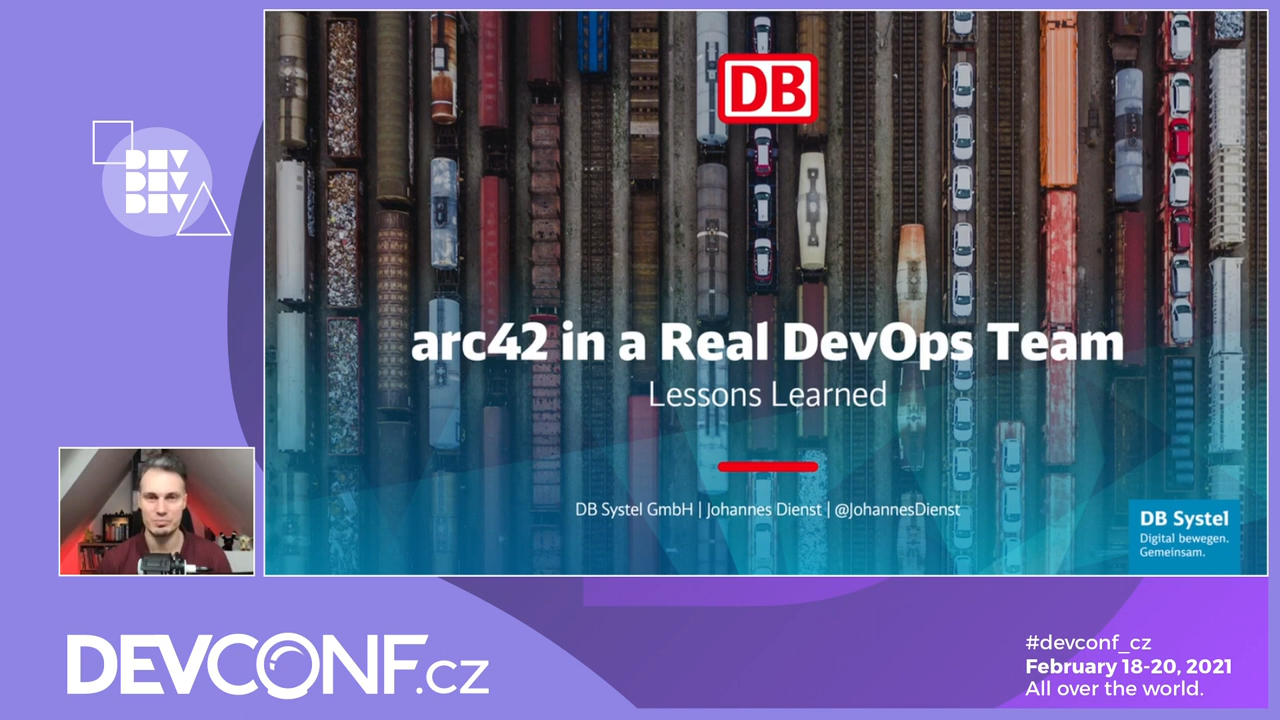 DEV
DEV
DEV
DB
arc42 in a Real DevOps Team
Lessons Learned
DB Systel GmbH | Johannes Dienst | @JohannesDienst
DB Systel
Digital bewegen.
Gemeinsam.
DEVCONF.cz
#devconf_cz
February 18-20, 2021
All over the world.